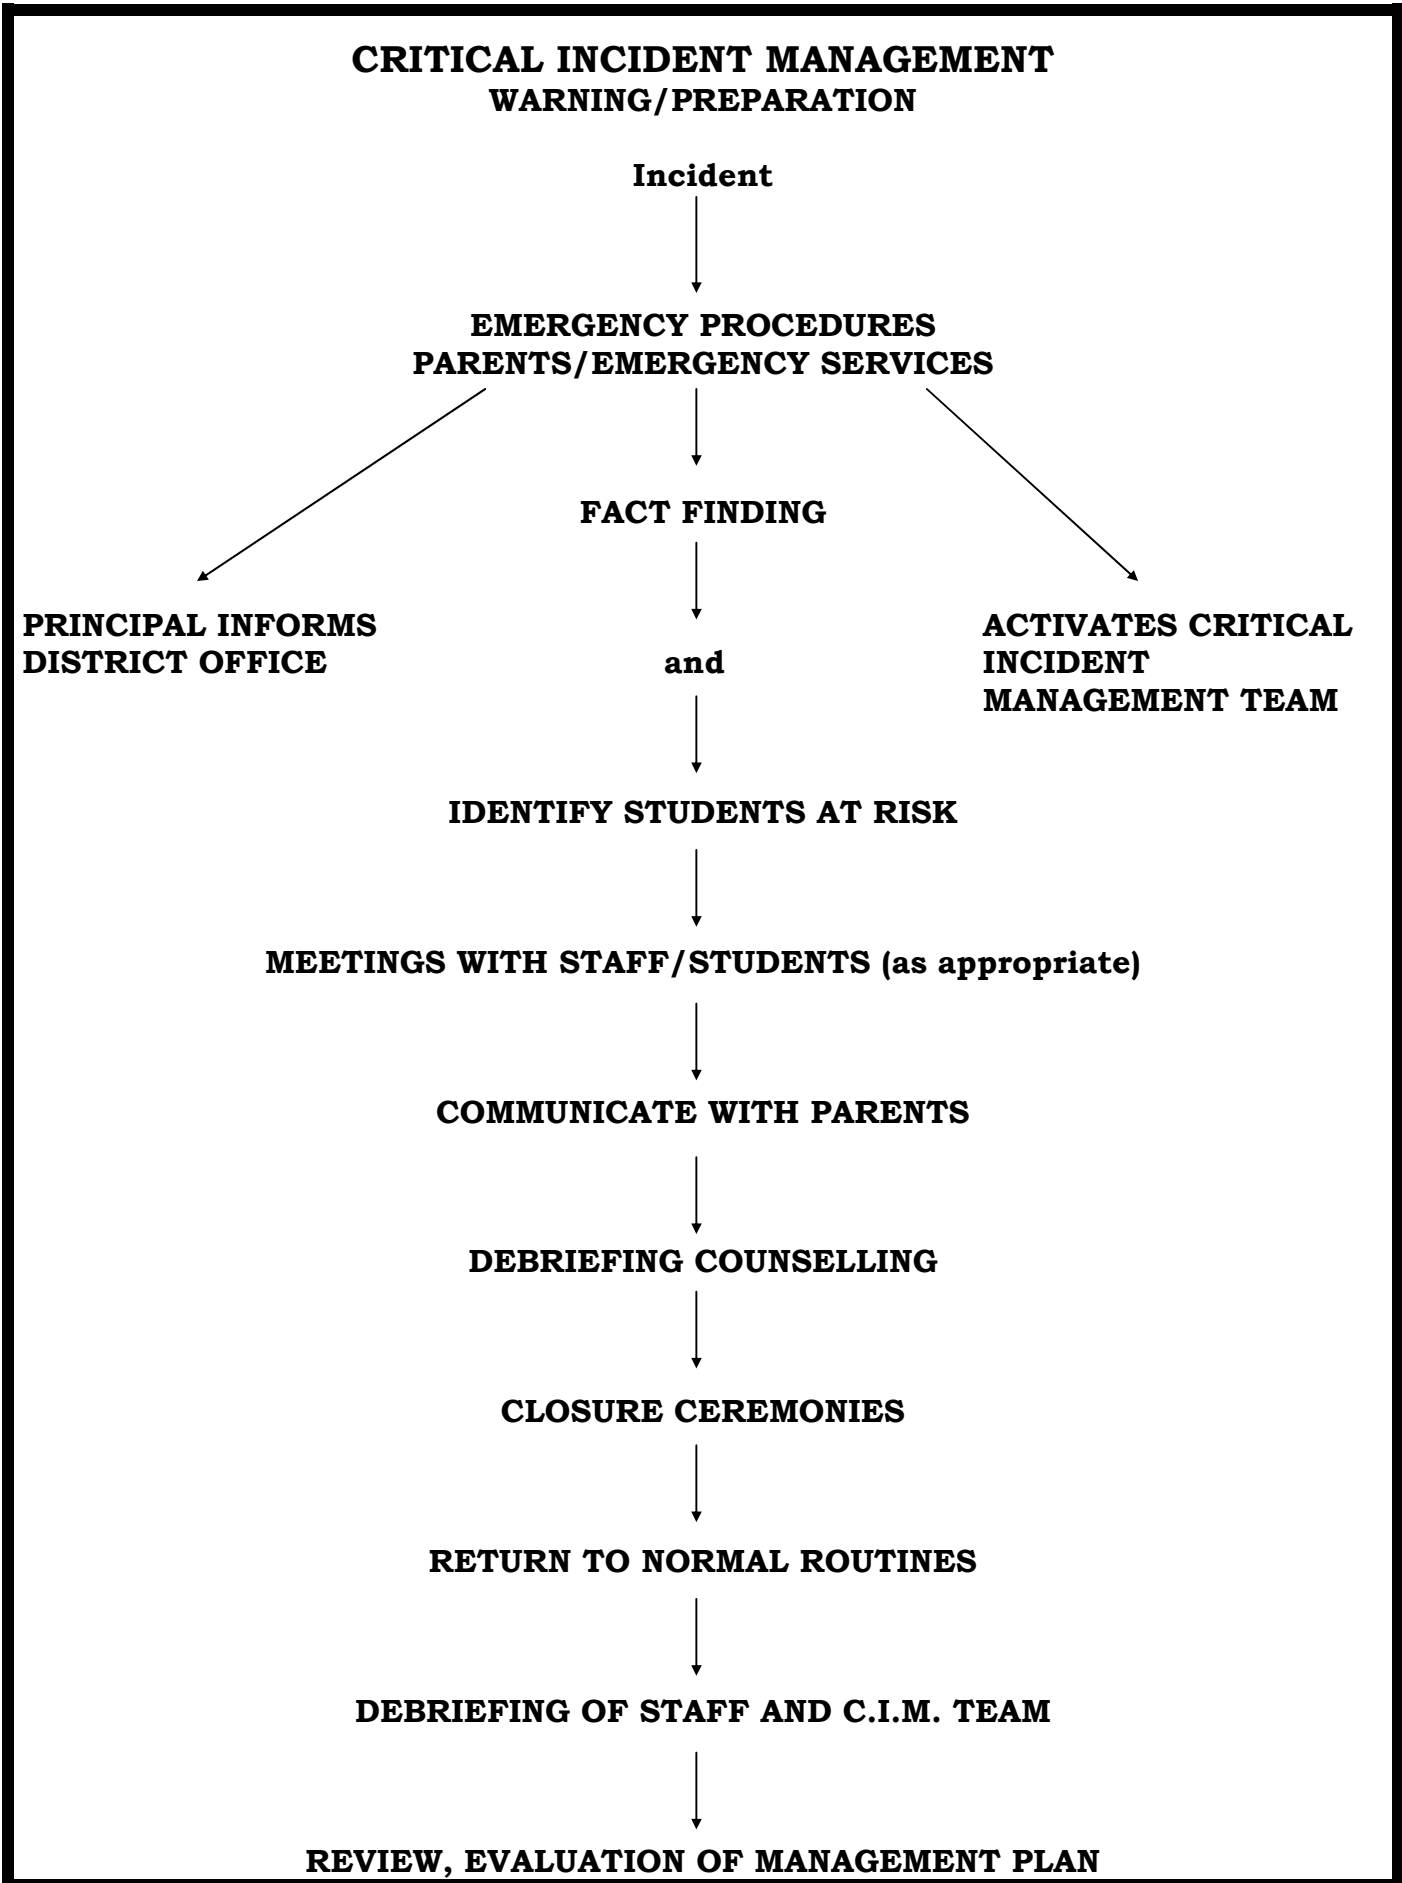 CRITICAL INCIDENT MANAGEMENT
WARNING/PREPARATION
Incident
EMERGENCY PROCEDURES
PARENTS/EMERGENCY SERVICES
FACT FINDING
PRINCIPAL INFORMS
DISTRICT OFFICE
and
ACTIVATES CRITICAL
INCIDENT
MANAGEMENT TEAM
IDENTIFY STUDENTS AT RISK
MEETINGS WITH STAFF/STUDENTS (as appropriate)
COMMUNICATE WITH PARENTS
DEBRIEFING COUNSELLING
CLOSURE CEREMONIES
RETURN TO NORMAL ROUTINES
DEBRIEFING OF STAFF AND C.I.M. TEAM
REVIEW, EVALUATION OF MANAGEMENT PLAN